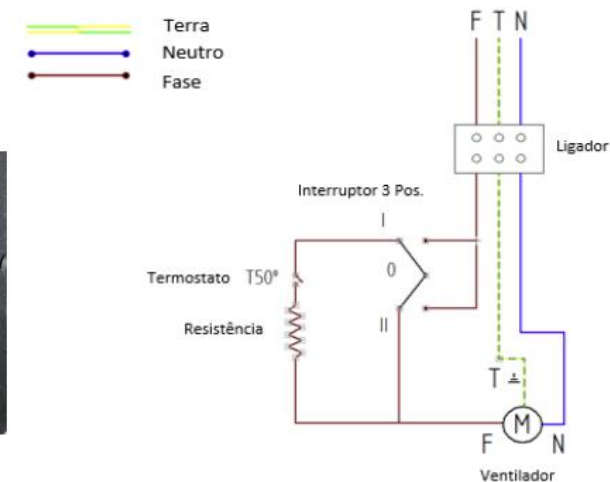 Terra
Neutro
Fase
F T N
Ligador
Interruptor 3 Pos.
I
0
II
Termostato T50°
Resistência
T
F
M
N
Ventilador